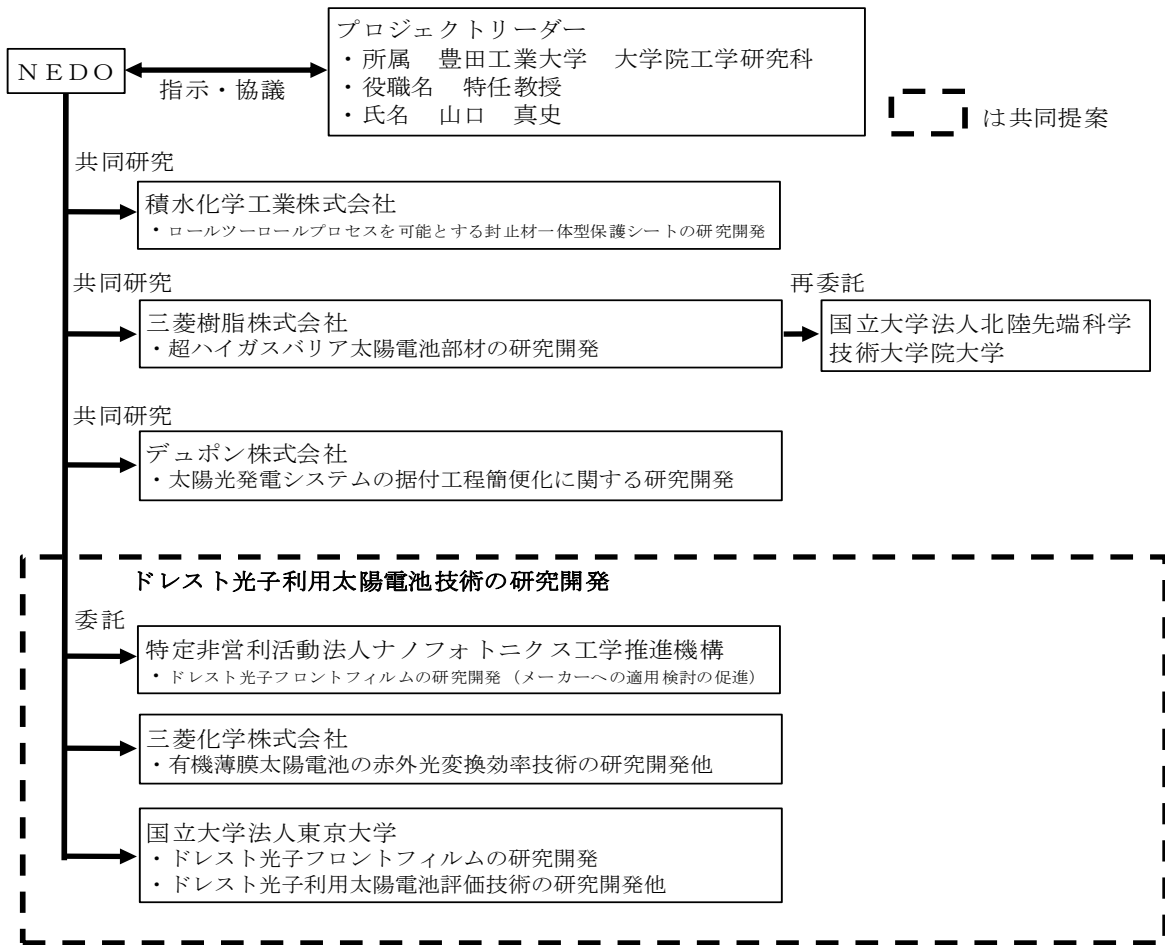 プロジェクトリーダー
・所属　豊田工業大学　大学院工学研究科
・役職名　特任教授
・氏名　山口　真史
ＮＥＤＯ
指示・協議
は共同提案
共同研究
積水化学工業株式会社
・ロールツーロールプロセスを可能とする封止材一体型保護シートの研究開発
共同研究
三菱樹脂株式会社
・超ハイガスバリア太陽電池部材の研究開発
再委託
国立大学法人北陸先端科学
技術大学院大学
共同研究
デュポン株式会社
・太陽光発電システムの据付工程簡便化に関する研究開発
ドレスト光子利用太陽電池技術の研究開発
委託
特定非営利活動法人ナノフォトニクス工学推進機構
・ドレスト光子フロントフィルムの研究開発（メーカーへの適用検討の促進）
三菱化学株式会社
・有機薄膜太陽電池の赤外光変換効率技術の研究開発他
国立大学法人東京大学
・ドレスト光子フロントフィルムの研究開発
・ドレスト光子利用太陽電池評価技術の研究開発他